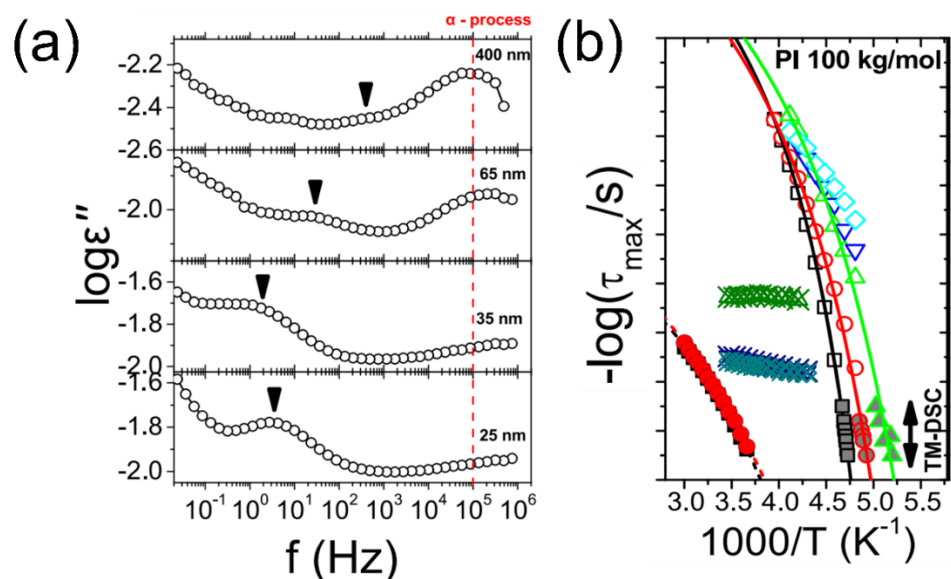 (a)
α - process
400 nm
-2.2
-2.4
-2.6
65 nm
-2.0
35 nm
-1.6
-1.8
-2.0
25 nm
-1.6
-1.8
-2.0
logε''
10⁻¹ 10⁰ 10¹ 10² 10³ 10⁴ 10⁵ 10⁶
f (Hz)
(b)
PI 100 kg/mol
-log(τmax/s)
TM-DSC
3.0 3.5 4.0 4.5 5.0 5.5
1000/T (K⁻¹)